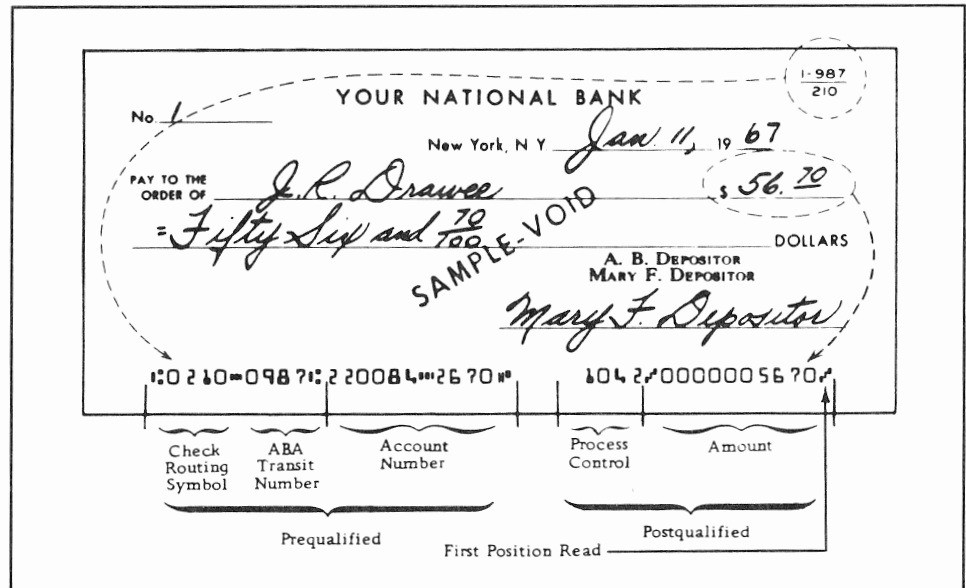 1-987
210
YOUR NATIONAL BANK
No. 1
New York, N Y Jan. 11, 19 67
PAY TO THE
ORDER OF J. R. Drawee $ 56. 70
= Fifty Six and 70/100 DOLLARS
SAMPLE-VOID
A. B. DEPOSITOR
MARY F. DEPOSITOR
Mary F. Depositor
⑆0210⑉0987⑆220084⑉2670⑈ 1042⑇0000005670⑇
Check Routing Symbol ABA Transit Number Account Number Process Control Amount
Prequalified Postqualified
First Position Read